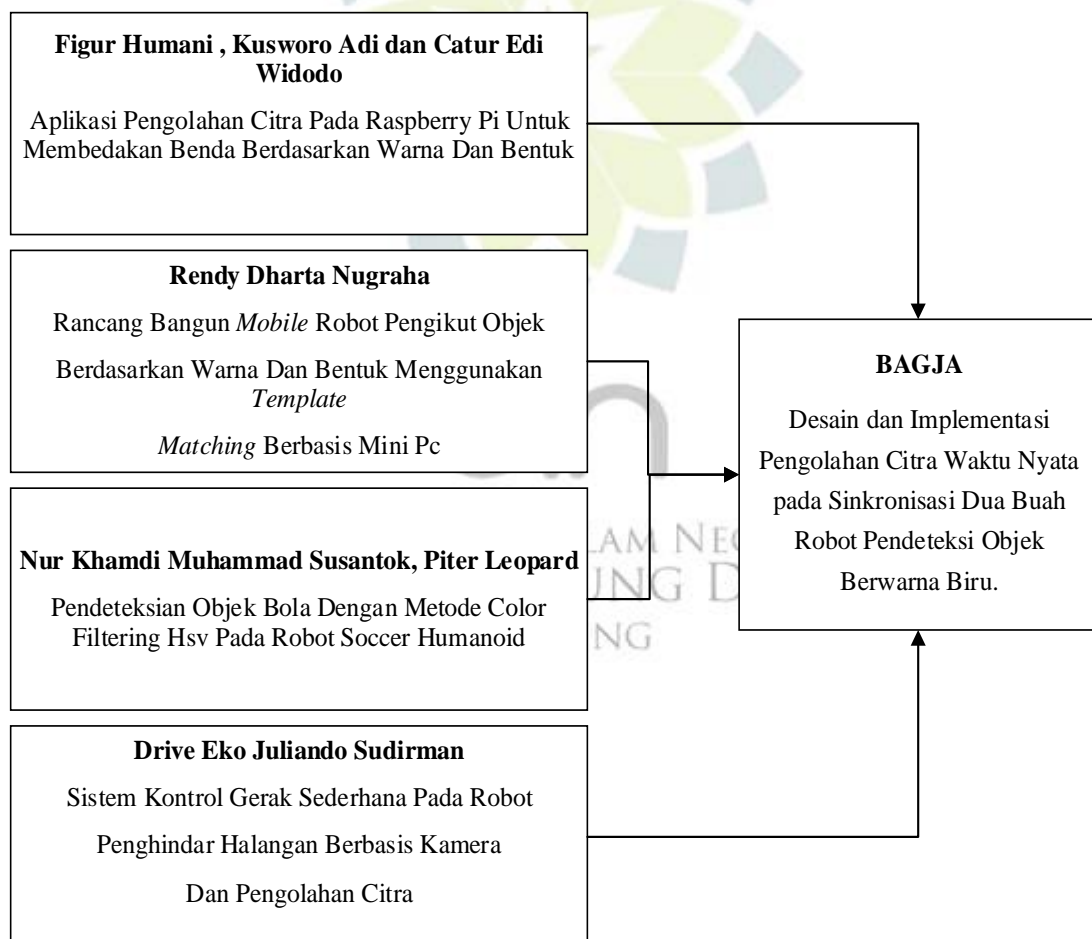 Figur Humani , Kusworo Adi dan Catur Edi
Widodo
Aplikasi Pengolahan Citra Pada Raspberry Pi Untuk
Membedakan Benda Berdasarkan Warna Dan Bentuk
Rendy Dharta Nugraha
Rancang Bangun Mobile Robot Pengikut Objek
Berdasarkan Warna Dan Bentuk Menggunakan
Template
Matching Berbasis Mini Pc
Nur Khamdi Muhammad Susantok, Piter Leopard
Pendeteksian Objek Bola Dengan Metode Color
Filtering Hsv Pada Robot Soccer Humanoid
Drive Eko Juliando Sudirman
Sistem Kontrol Gerak Sederhana Pada Robot
Penghindar Halangan Berbasis Kamera
Dan Pengolahan Citra
BAGJA
Desain dan Implementasi
Pengolahan Citra Waktu Nyata
pada Sinkronisasi Dua Buah
Robot Pendeteksi Objek
Berwarna Biru.